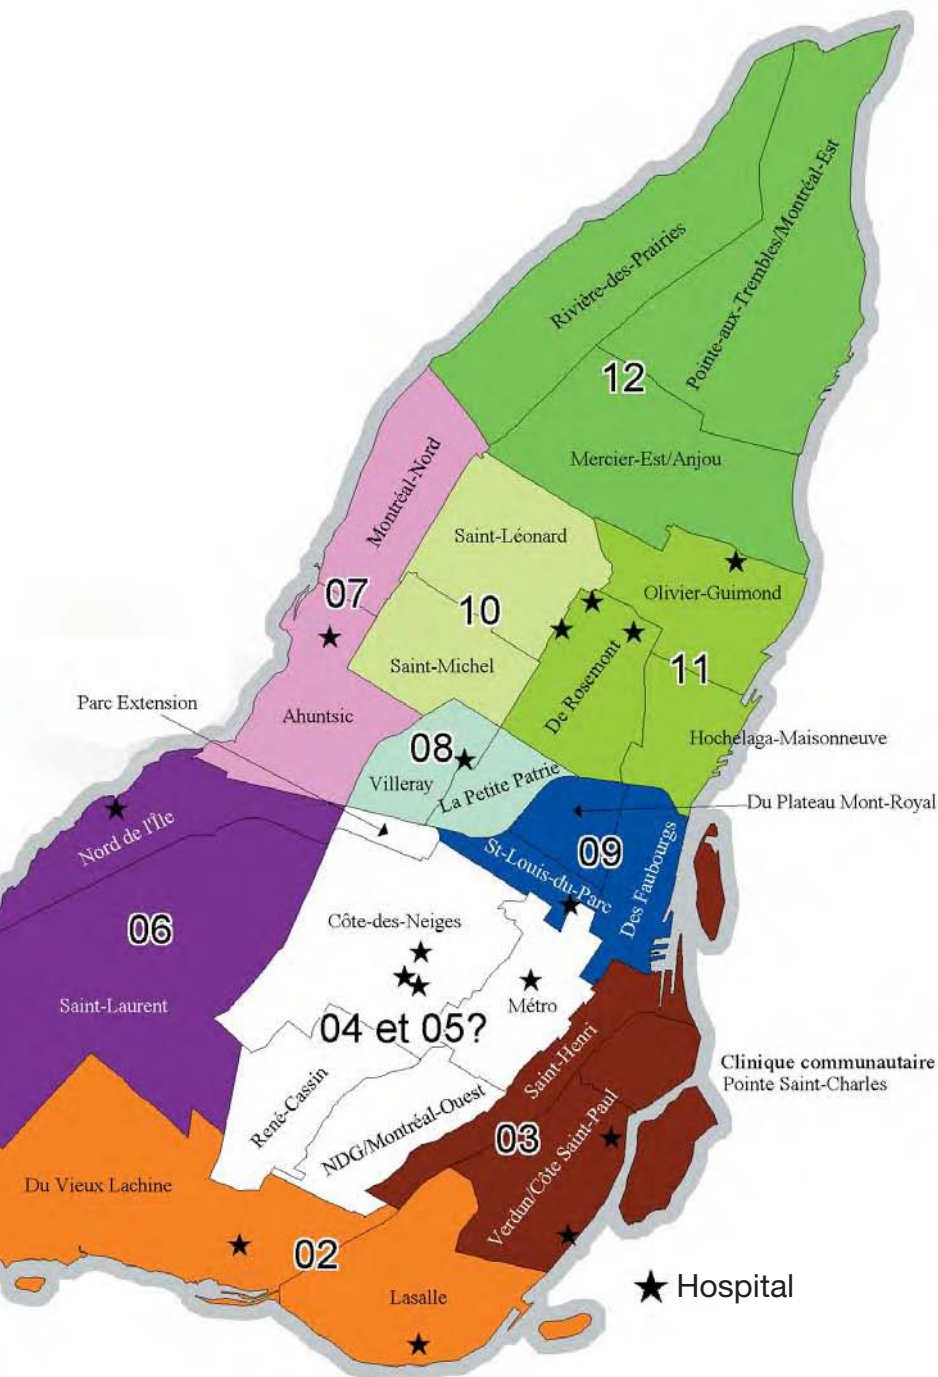 Rivière-des-Prairies
Pointe-aux-Trembles/Montréal-Est
12
Mercier-Est/Anjou
Montréal-Nord
Saint-Léonard
07
10
Olivier-Guimond
Saint-Michel
De Rosemont
11
Parc Extension
Ahuntsic
Hochelaga-Maisonneuve
08
Villeray
La Petite Patrie
Du Plateau Mont-Royal
Nord de l'Île
St-Louis-du-Parc
09
Des Faubourgs
06
Côte-des-Neiges
Saint-Laurent
Métro
04 et 05?
Saint-Henri
Clinique communautaire
Pointe Saint-Charles
René-Cassin
NDG/Montréal-Ouest
03
Verdun/Côte Saint-Paul
Du Vieux Lachine
02
Lasalle
Hospital